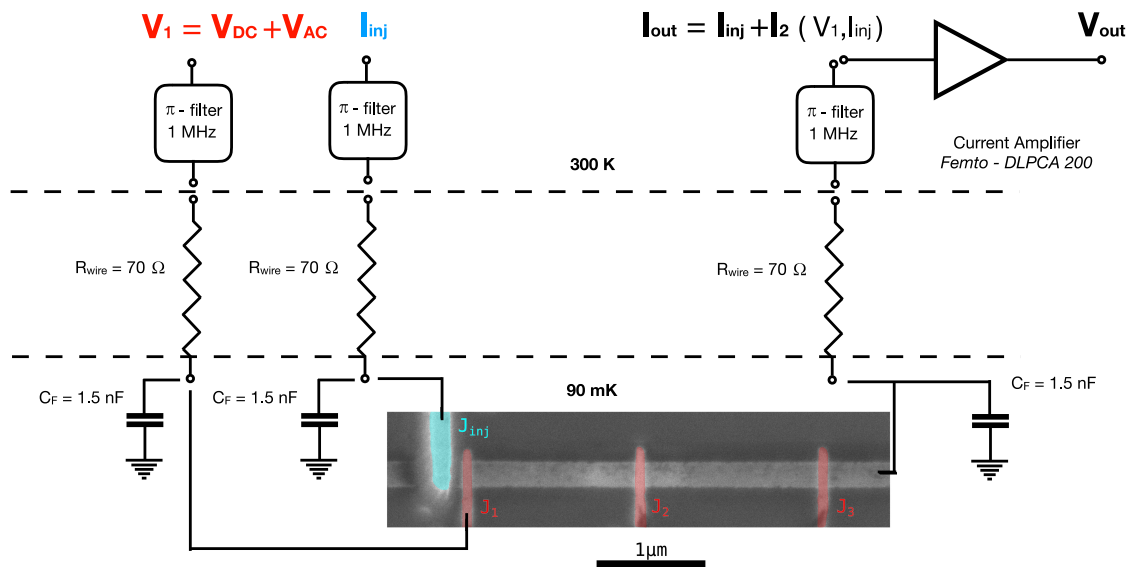 V1 = VDC + VAC
Iinj
Iout = Iinj + I2 ( V1, Iinj )
Vout
π - filter
1 MHz
π - filter
1 MHz
π - filter
1 MHz
Current Amplifier
Femto - DLPCA 200
300 K
Rwire = 70 Ω
Rwire = 70 Ω
Rwire = 70 Ω
90 mK
CF = 1.5 nF
CF = 1.5 nF
CF = 1.5 nF
Jinj
J1
J2
J3
1μm